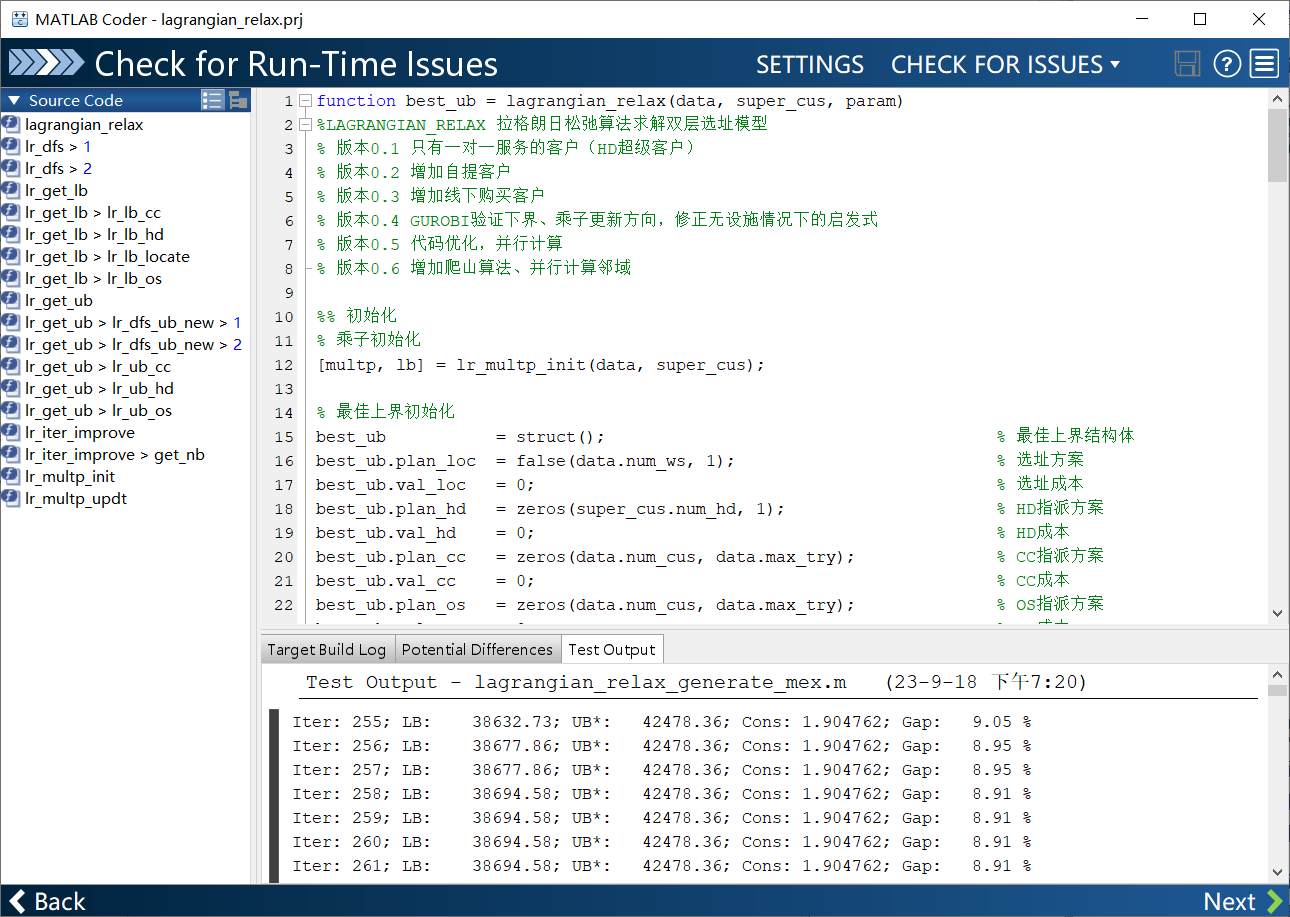 MATLAB Coder - lagrangian_relax.prj
Check for Run-Time Issues
SETTINGS
CHECK FOR ISSUES
?
Source Code
lagrangian_relax
lr_dfs > 1
lr_dfs > 2
lr_get_lb
lr_get_lb > lr_lb_cc
lr_get_lb > lr_lb_hd
lr_get_lb > lr_lb_locate
lr_get_lb > lr_lb_os
lr_get_ub
lr_get_ub > lr_dfs_ub_new > 1
lr_get_ub > lr_dfs_ub_new > 2
lr_get_ub > lr_ub_cc
lr_get_ub > lr_ub_hd
lr_get_ub > lr_ub_os
lr_iter_improve
lr_iter_improve > get_nb
lr_multp_init
lr_multp_updt
1 function best_ub = lagrangian_relax(data, super_cus, param)
2 %LAGRANGIAN_RELAX 拉格朗日松弛算法求解双层选址模型
3 % 版本0.1 只有一对一服务的客户（HD超级客户）
4 % 版本0.2 增加自提客户
5 % 版本0.3 增加线下购买客户
6 % 版本0.4 GUROBI验证下界、乘子更新方向，修正无设施情况下的启发式
7 % 版本0.5 代码优化，并行计算
8 % 版本0.6 增加爬山算法、并行计算邻域
9
10 %% 初始化
11 % 乘子初始化
12 [multp, lb] = lr_multp_init(data, super_cus);
13
14 % 最佳上界初始化
15 best_ub = struct(); % 最佳上界结构体
16 best_ub.plan_loc = false(data.num_ws, 1); % 选址方案
17 best_ub.val_loc = 0; % 选址成本
18 best_ub.plan_hd = zeros(super_cus.num_hd, 1); % HD指派方案
19 best_ub.val_hd = 0; % HD成本
20 best_ub.plan_cc = zeros(data.num_cus, data.max_try); % CC指派方案
21 best_ub.val_cc = 0; % CC成本
22 best_ub.plan_os = zeros(data.num_cus, data.max_try); % OS指派方案
Target Build Log
Potential Differences
Test Output
Test Output - lagrangian_relax_generate_mex.m (23-9-18 下午7:20)
Iter: 255; LB: 38632.73; UB*: 42478.36; Cons: 1.904762; Gap: 9.05 %
Iter: 256; LB: 38677.86; UB*: 42478.36; Cons: 1.904762; Gap: 8.95 %
Iter: 257; LB: 38677.86; UB*: 42478.36; Cons: 1.904762; Gap: 8.95 %
Iter: 258; LB: 38694.58; UB*: 42478.36; Cons: 1.904762; Gap: 8.91 %
Iter: 259; LB: 38694.58; UB*: 42478.36; Cons: 1.904762; Gap: 8.91 %
Iter: 260; LB: 38694.58; UB*: 42478.36; Cons: 1.904762; Gap: 8.91 %
Iter: 261; LB: 38694.58; UB*: 42478.36; Cons: 1.904762; Gap: 8.91 %
Back
Next